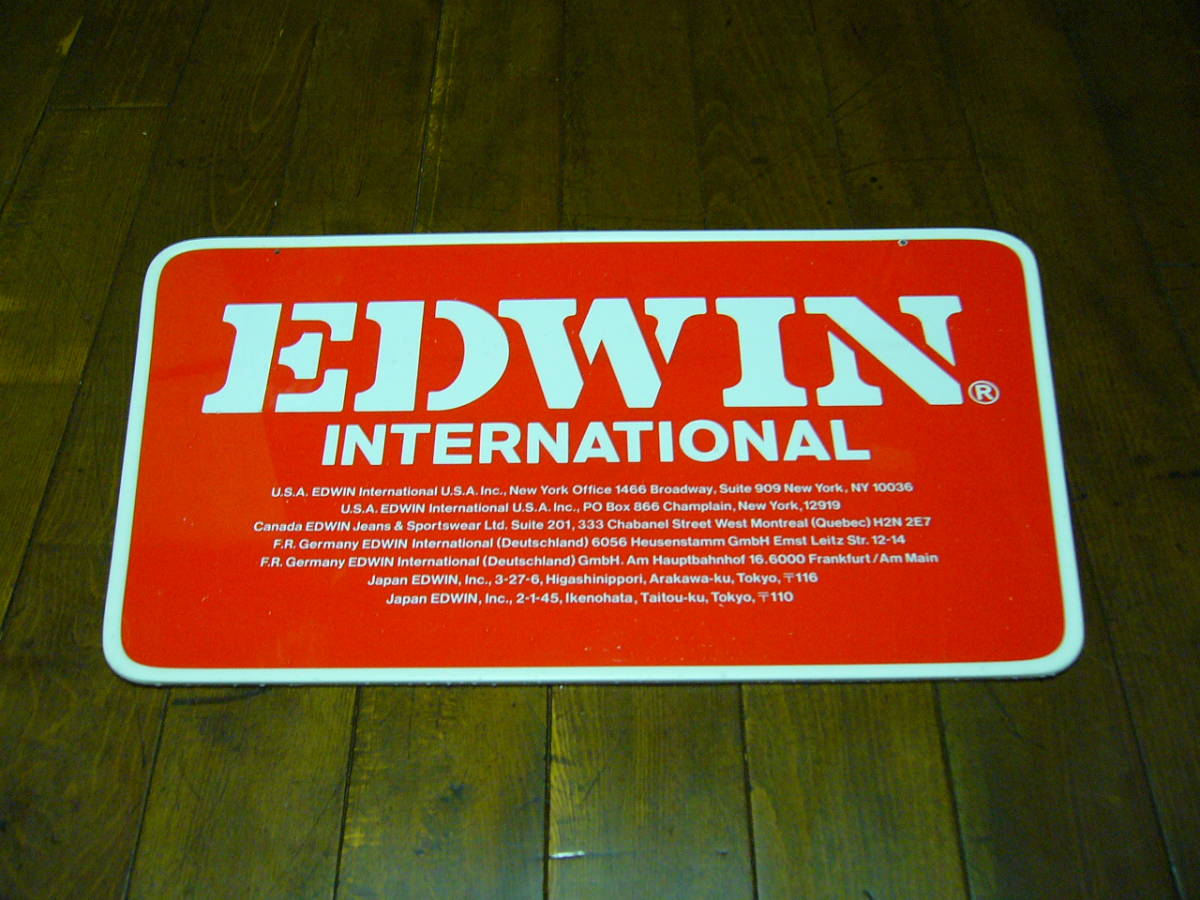 EDWIN®
INTERNATIONAL
U.S.A. EDWIN International U.S.A. Inc., New York Office 1466 Broadway, Suite 909 New York, NY 10036
U.S.A. EDWIN International U.S.A. Inc., PO Box 866 Champlain, New York, 12919
Canada EDWIN Jeans & Sportswear Ltd. Suite 201, 333 Chabanel Street West Montreal (Quebec) H2N 2E7
F.R. Germany EDWIN International (Deutschland) 6056 Heusenstamm GmbH Ernst Leitz Str. 12-14
F.R. Germany EDWIN International (Deutschland) GmbH. Am Hauptbahnhof 16.6000 Frankfurt/Am Main
Japan EDWIN, Inc., 3-27-6, Higashinippori, Arakawa-ku, Tokyo, 〒116
Japan EDWIN, Inc., 2-1-45, Ikenohata, Taitou-ku, Tokyo, 〒110